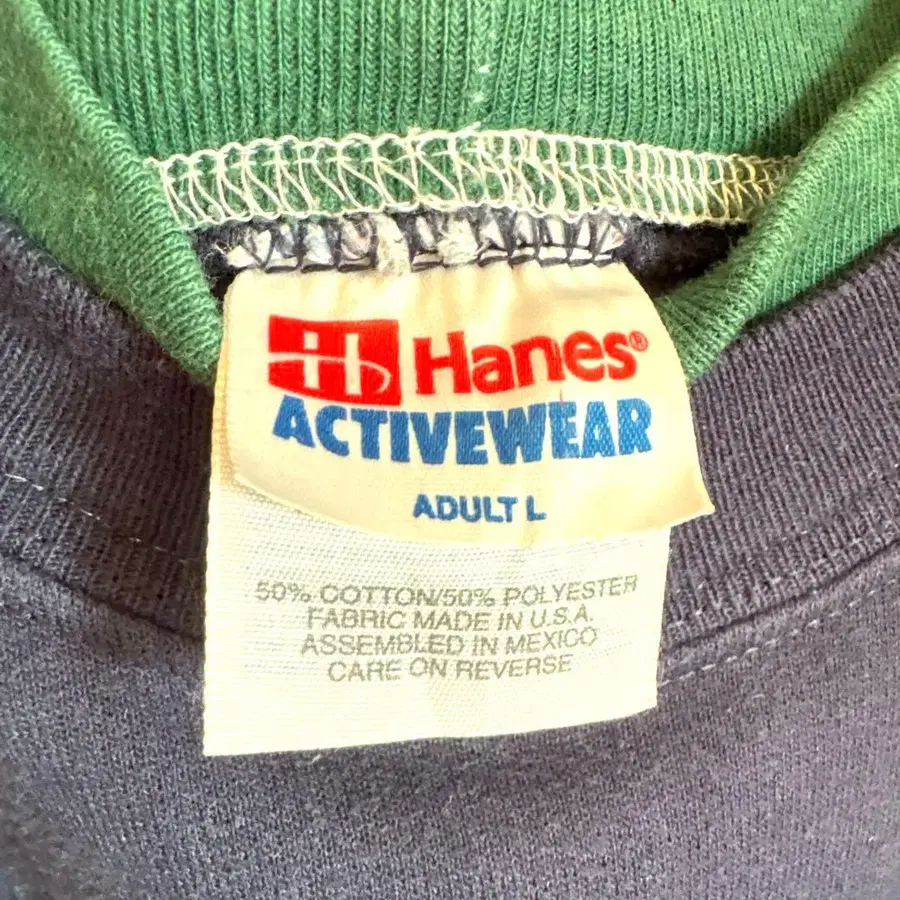 Hanes®
ACTIVEWEAR
ADULT L
50% COTTON/50% POLYESTER
FABRIC MADE IN U.S.A.
ASSEMBLED IN MEXICO
CARE ON REVERSE